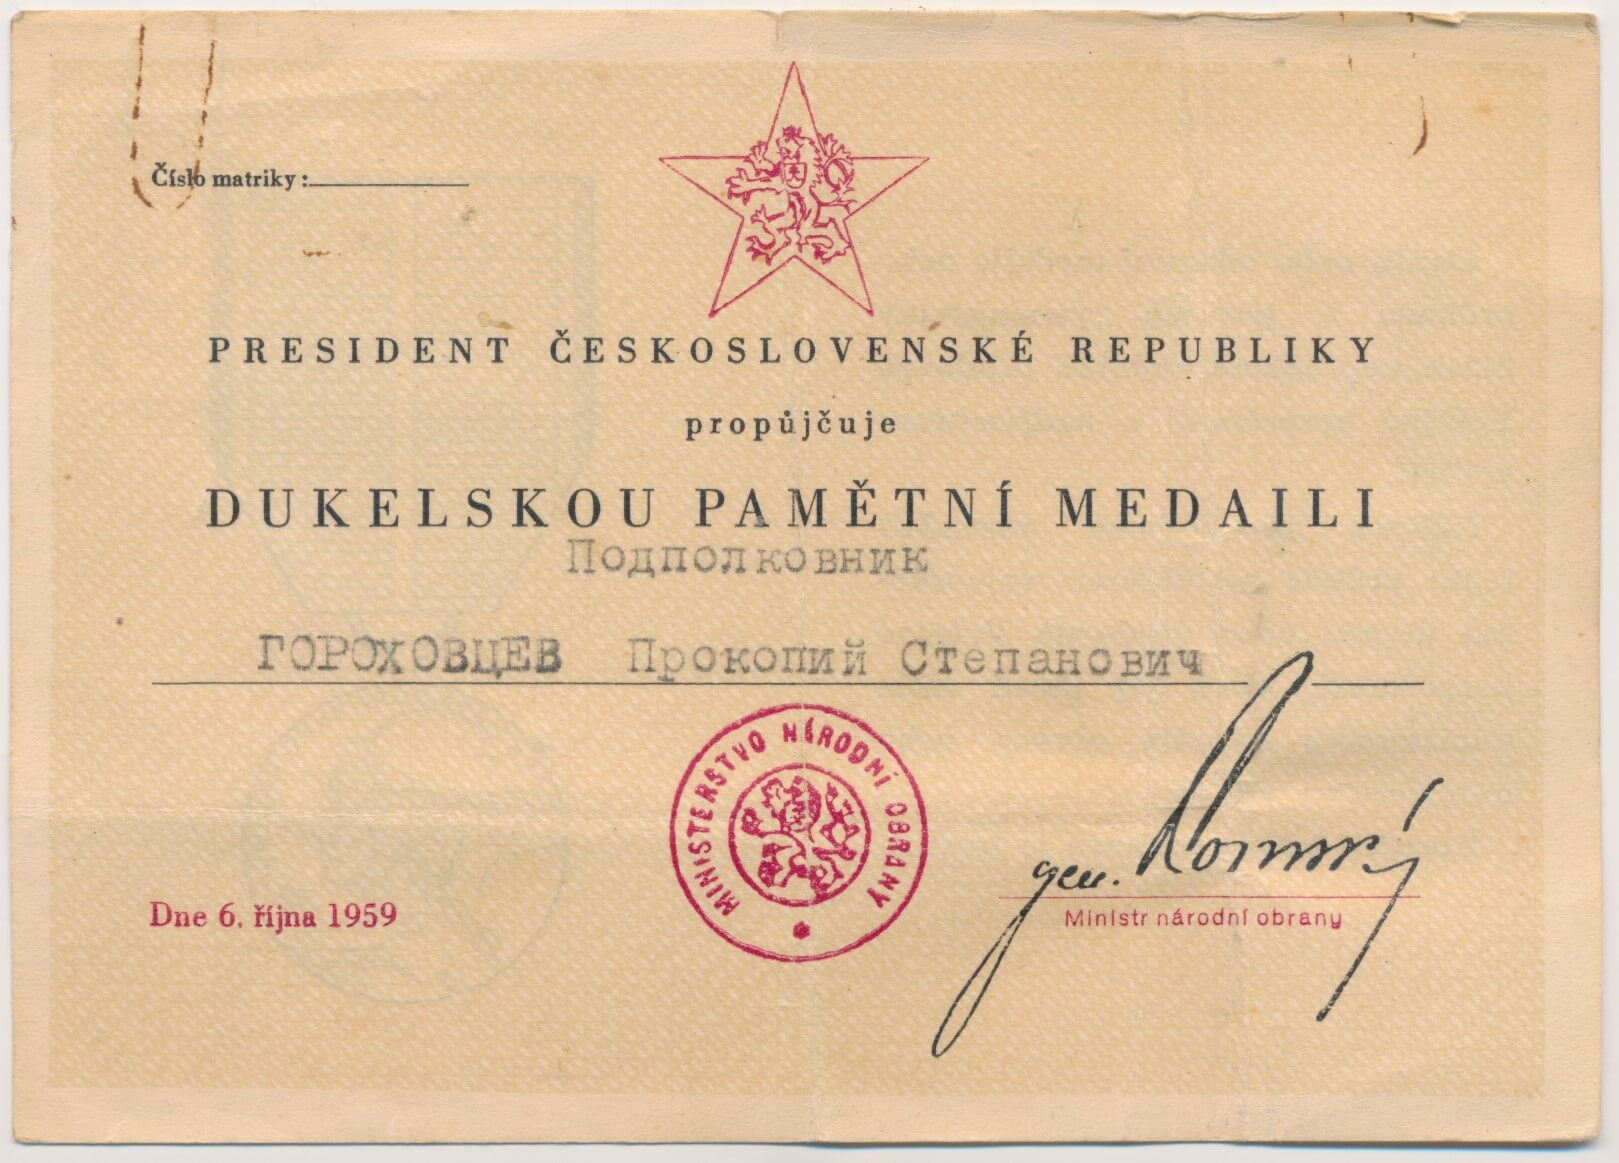 Číslo matriky:
PRESIDENT ČESKOSLOVENSKÉ REPUBLIKY
propůjčuje
DUKELSKOU PAMĚTNÍ MEDAILI
Подполковник
ГОРОХОВЦЕВ Прокопий Степанович
MINISTERSTVO NÁRODNÍ OBRANY
Dne 6. října 1959
gen.
Ministr národní obrany